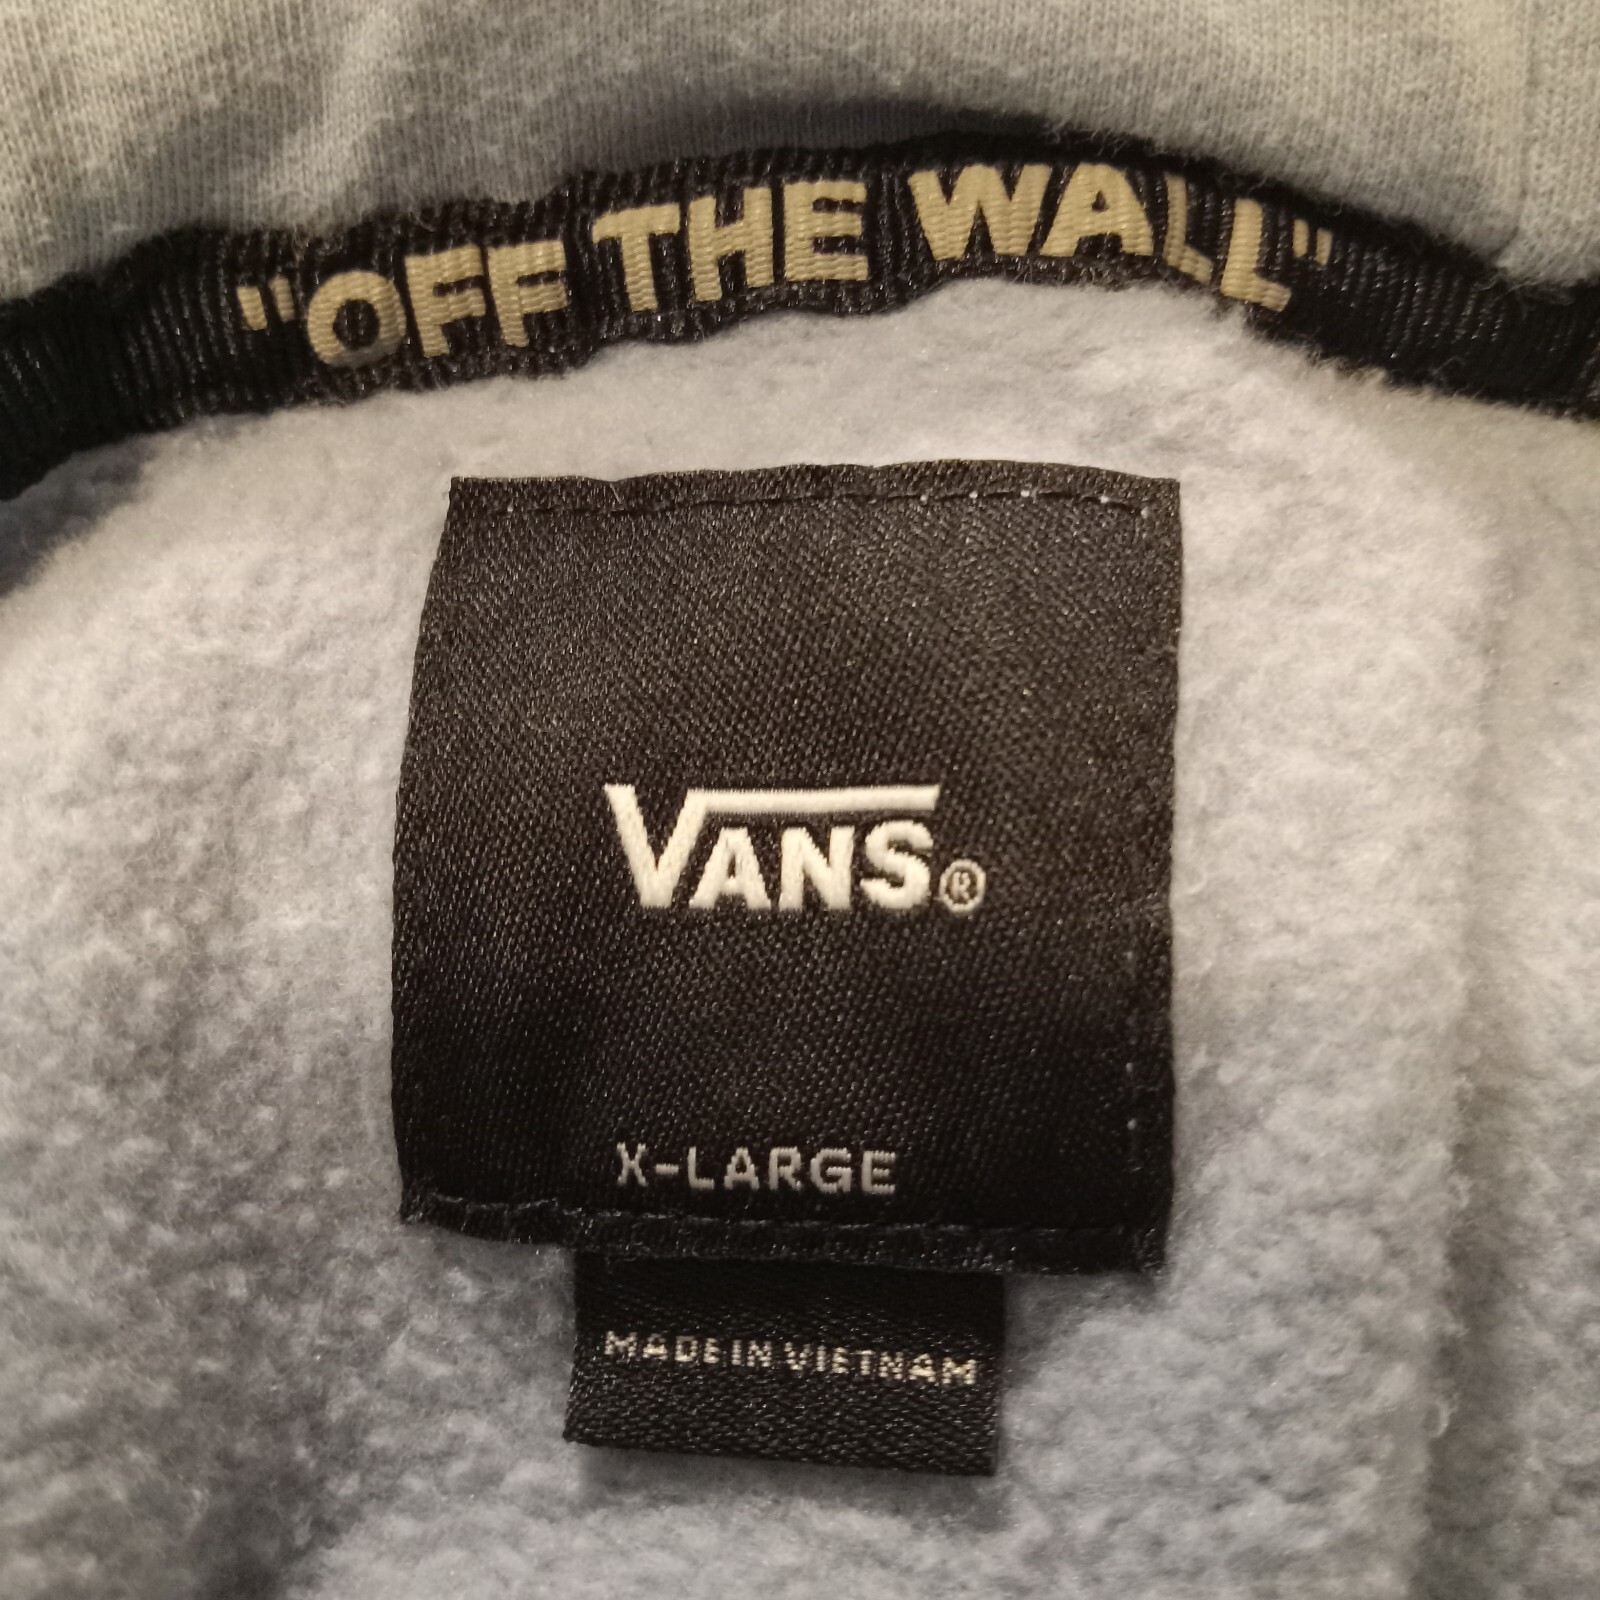 "OFF THE WALL"
VANS®
X-LARGE
MADE IN VIETNAM